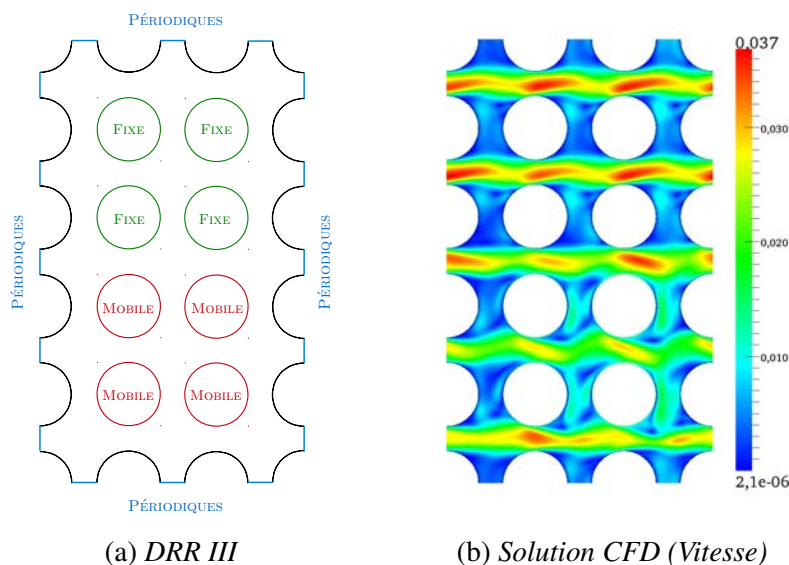 PÉRIODIQUES
FIXE FIXE
FIXE FIXE
PÉRIODIQUES
PÉRIODIQUES
MOBILE MOBILE
MOBILE MOBILE
PÉRIODIQUES
0,037
0,030
0,020
0,010
2,1e-06
(a) DRR III
(b) Solution CFD (Vitesse)